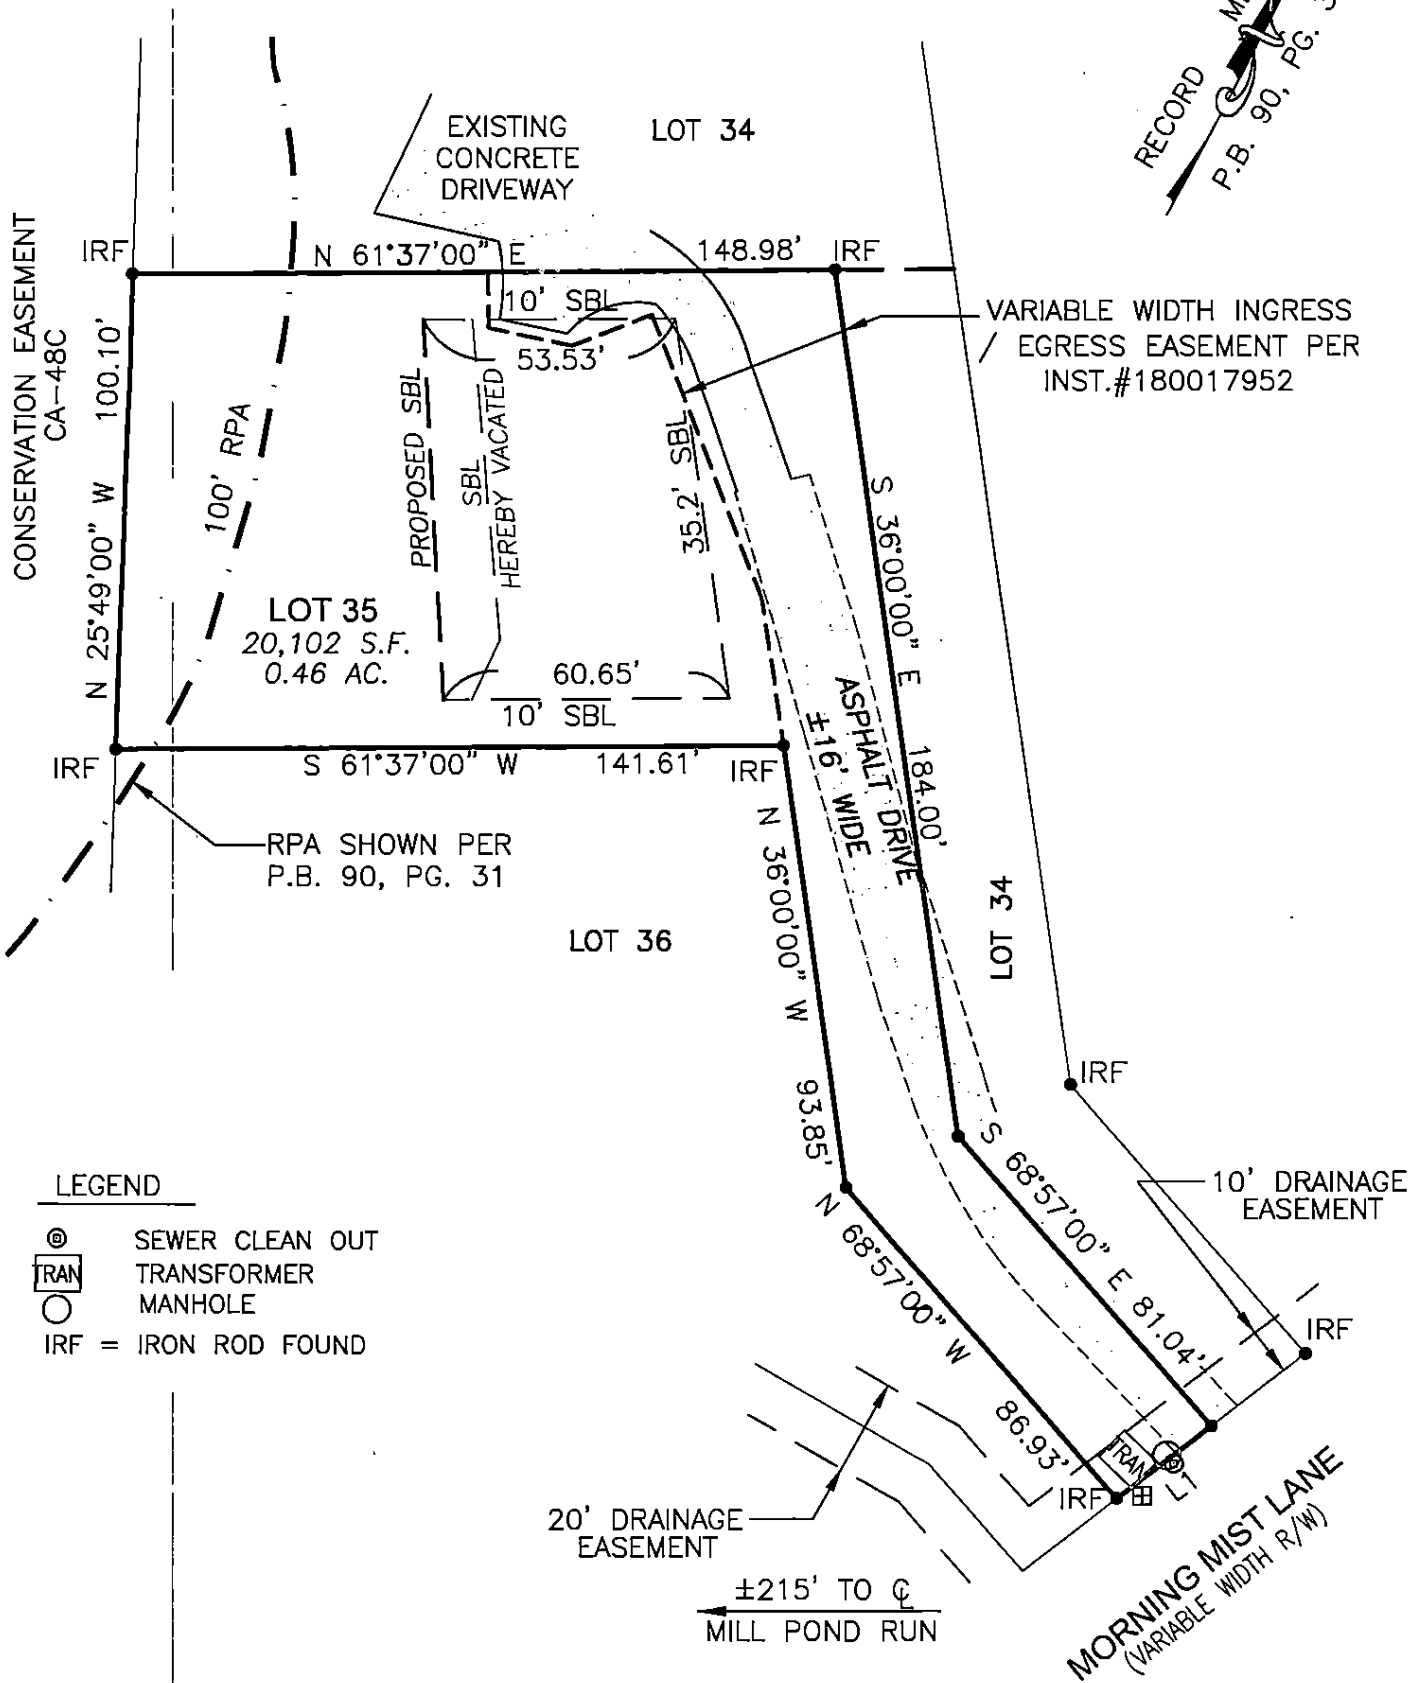 RECORD
P.B. 90, PG.
EXISTING
CONCRETE
DRIVEWAY
LOT 34
CONSERVATION EASEMENT
CA-48C
IRF
N 61°37'00" E
148.98'
IRF
10' SBL
53.53'
VARIABLE WIDTH INGRESS
EGRESS EASEMENT PER
INST.#180017952
N 25°49'00" W 100.10'
100' RPA
PROPOSED SBL
SBL
HEREBY VACATED
35.2' SBL
S 36°00'00" E 184.00'
LOT 35
20,102 S.F.
0.46 AC.
60.65'
10' SBL
ASPHALT DRIVE
±16' WIDE
IRF
S 61°37'00" W
141.61'
IRF
RPA SHOWN PER
P.B. 90, PG. 31
N 36°00'00" W 93.85'
LOT 36
LOT 34
IRF
S 68°57'00" E 81.04'
10' DRAINAGE
EASEMENT
LEGEND
SEWER CLEAN OUT
TRAN
TRANSFORMER
MANHOLE
IRF = IRON ROD FOUND
N 68°57'00" W 86.93'
IRF
TRAN
L1
IRF
20' DRAINAGE
EASEMENT
±215' TO ℄
MILL POND RUN
MORNING MIST LANE
(VARIABLE WIDTH R/W)